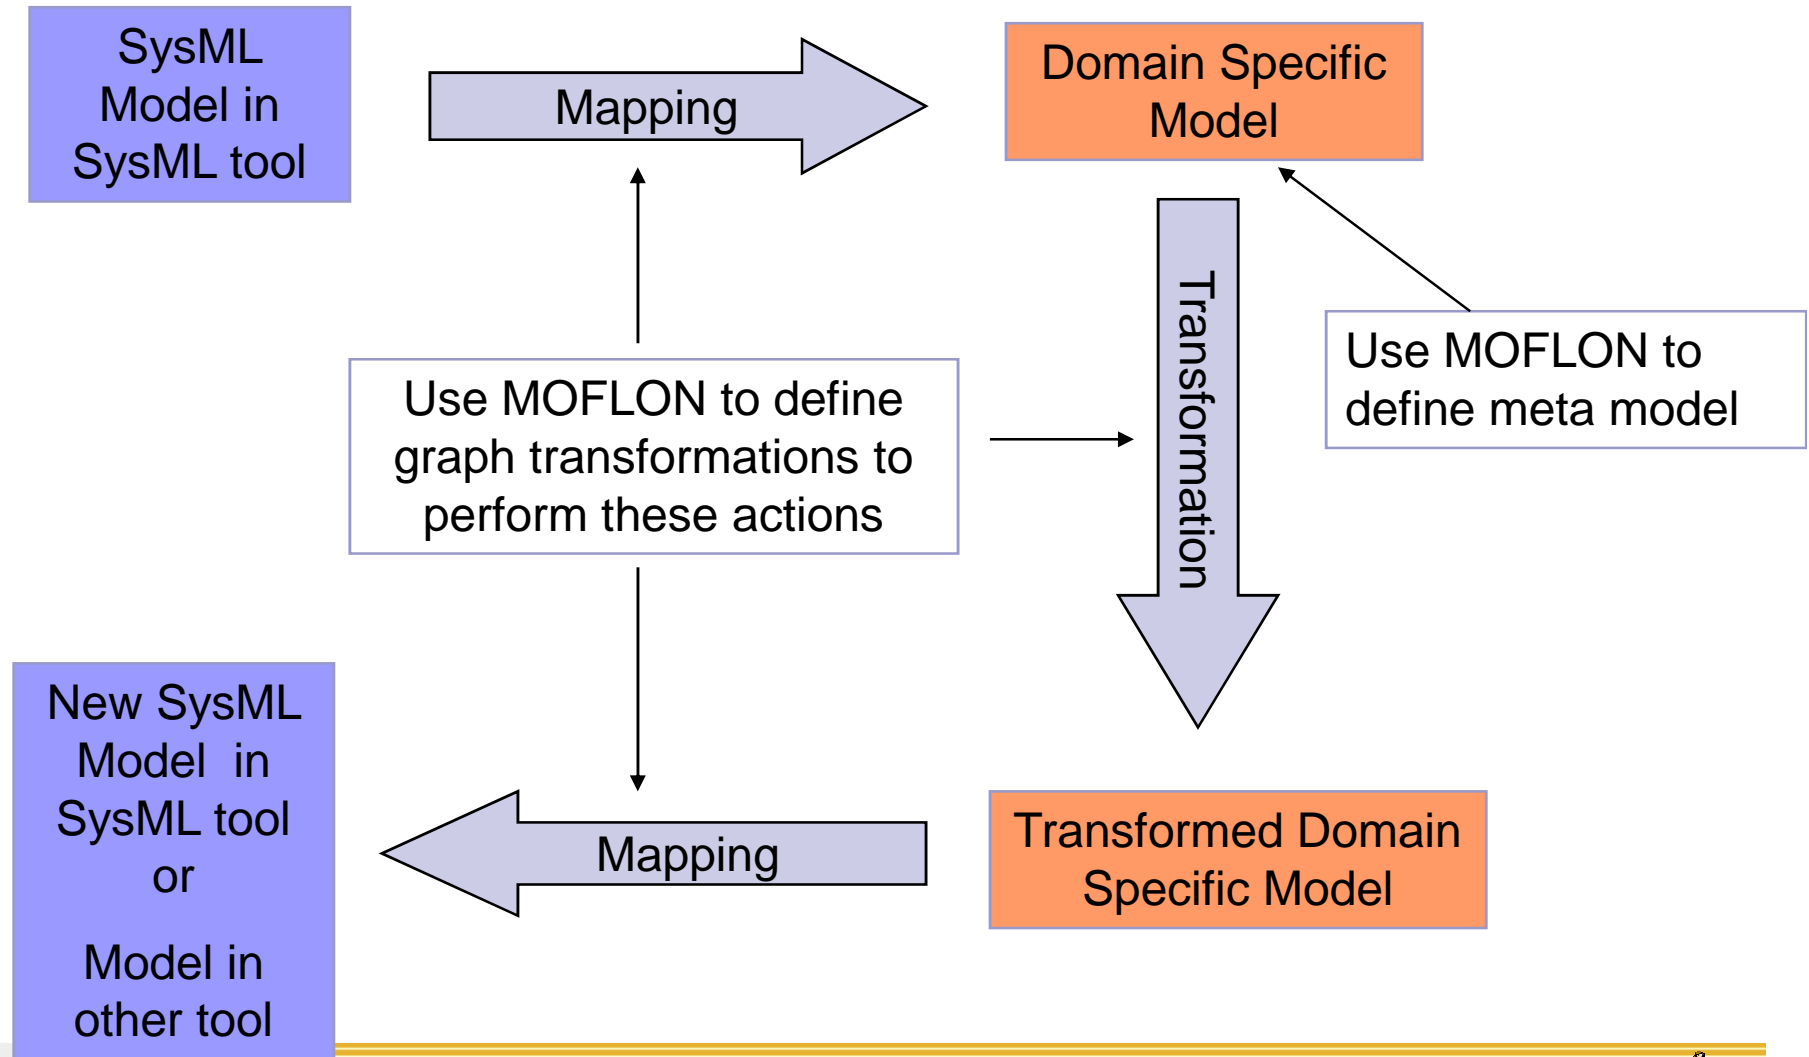 SysML
Model in
SysML tool
Mapping
Domain Specific
Model
Transformation
Use MOFLON to
define meta model
Use MOFLON to define
graph transformations to
perform these actions
New SysML
Model  in
SysML tool
or
Model in
other tool
Mapping
Transformed Domain
Specific Model